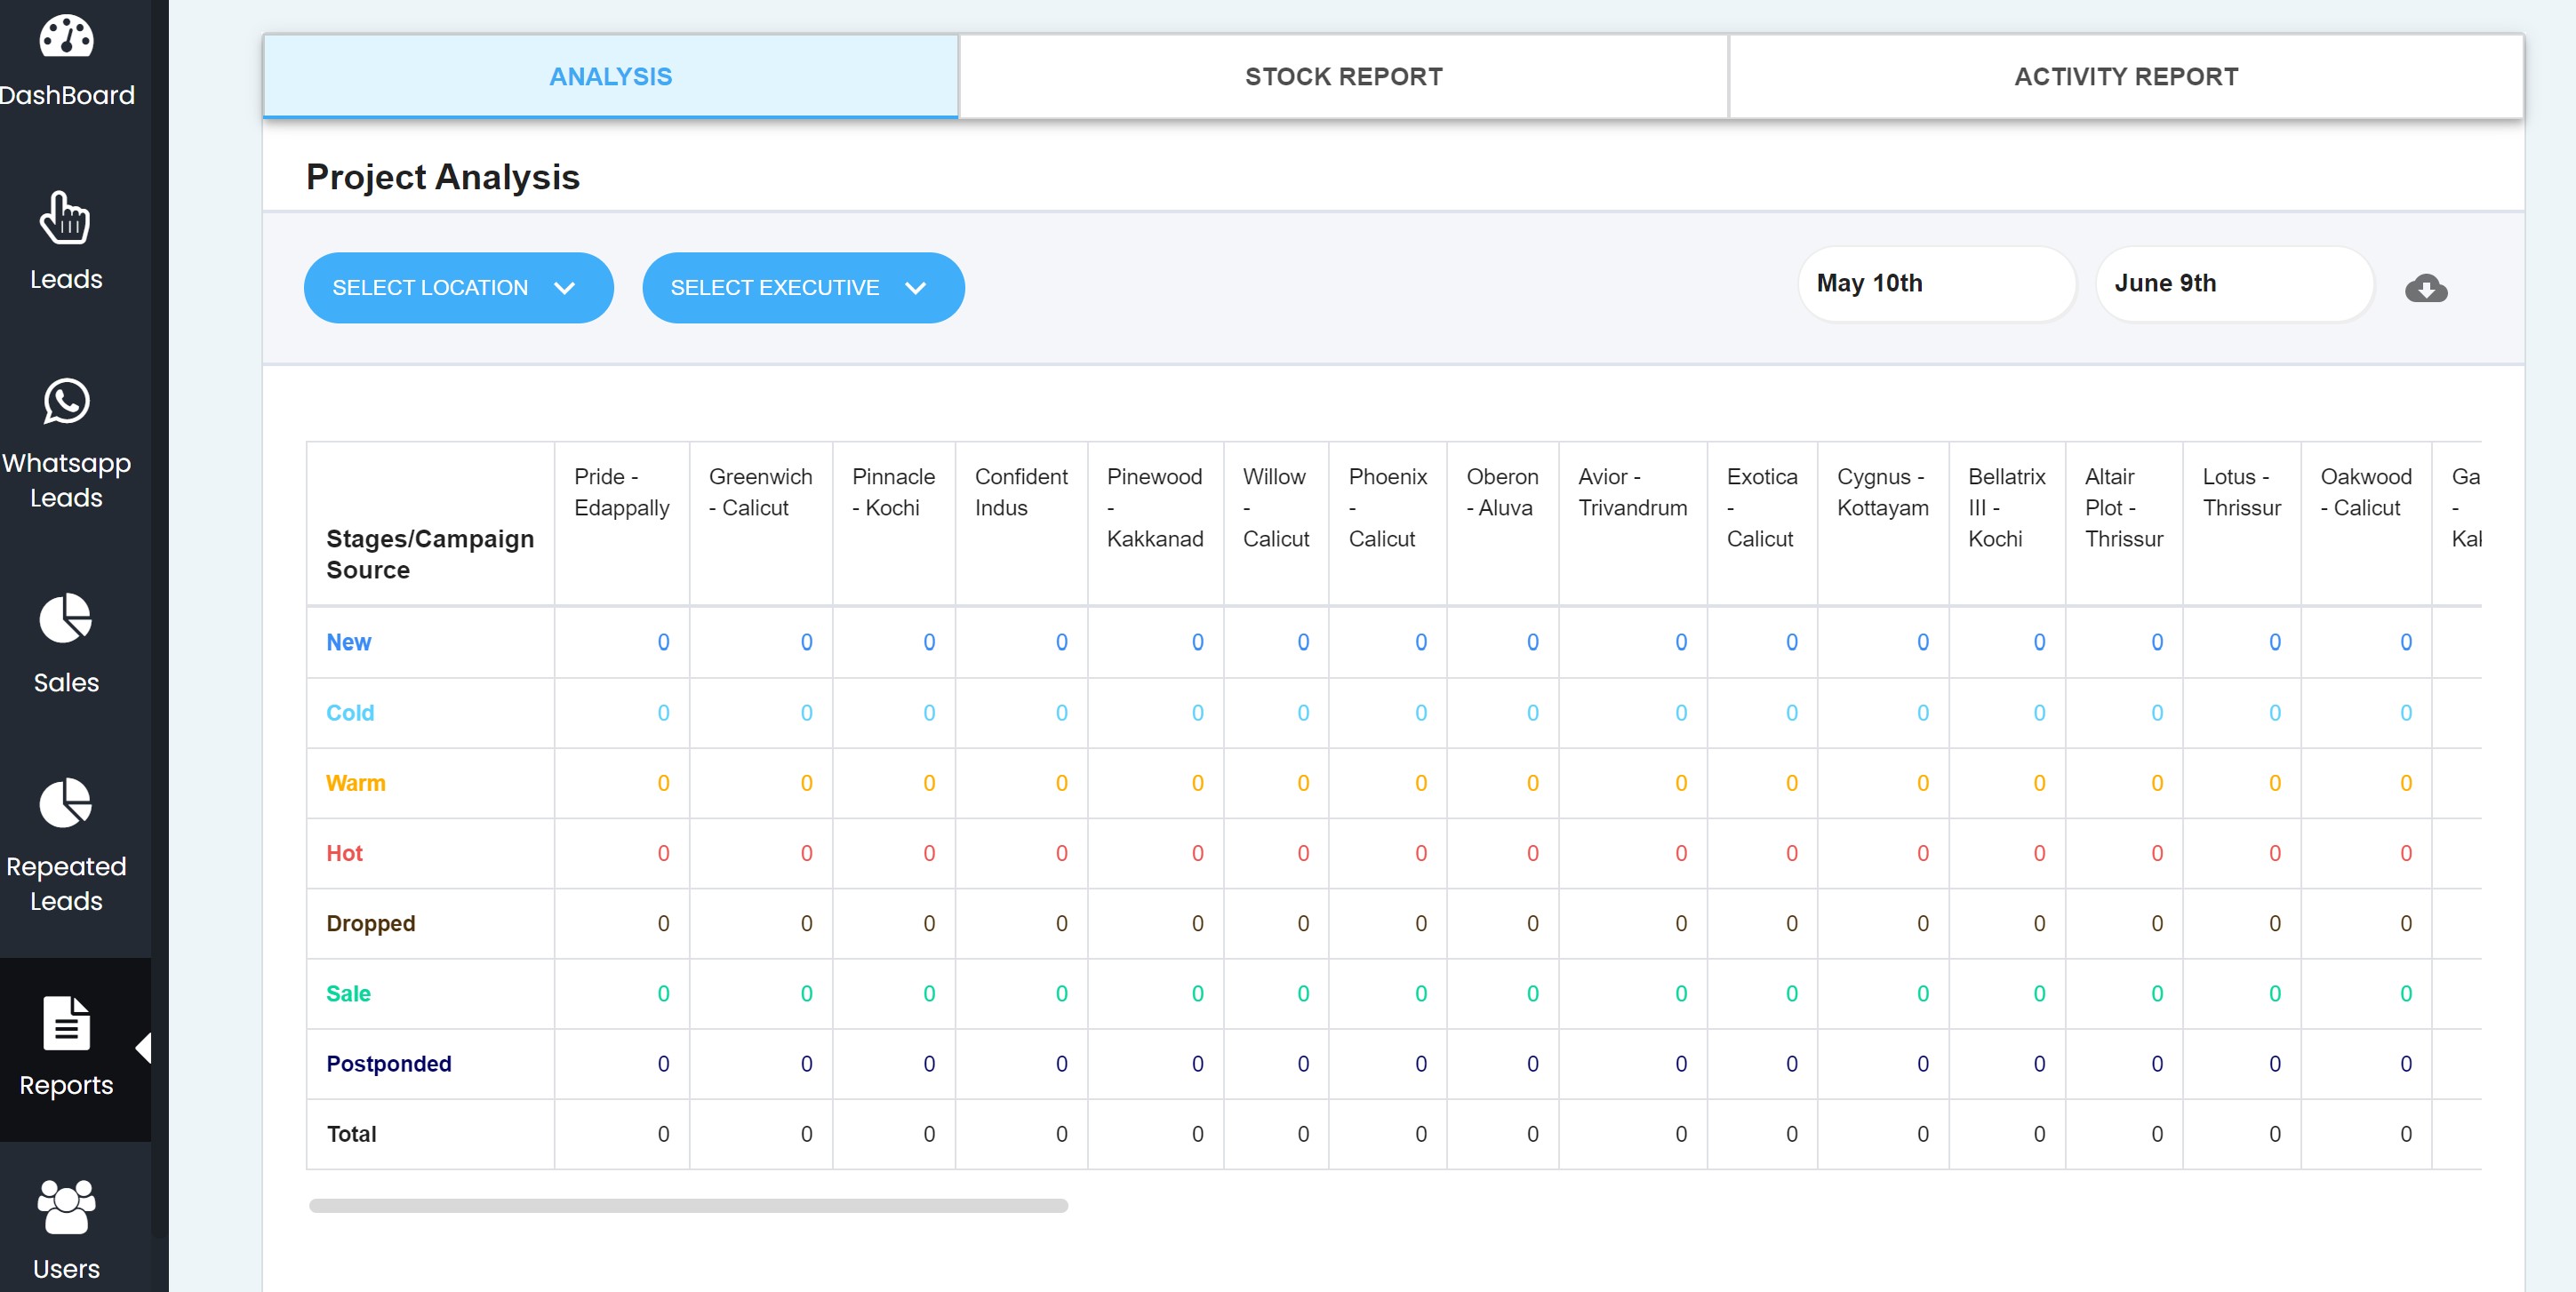 DashBoard
Leads
Whatsapp
Leads
Sales
Repeated
Leads
Reports
Users
ANALYSIS
STOCK REPORT
ACTIVITY REPORT
Project Analysis
SELECT LOCATION
SELECT EXECUTIVE
May 10th
June 9th
Stages/Campaign
Source
Pride -
Edappally
Greenwich
- Calicut
Pinnacle
- Kochi
Confident
Indus
Pinewood
-
Kakkanad
Willow
-
Calicut
Phoenix
-
Calicut
Oberon
- Aluva
Avior -
Trivandrum
Exotica
-
Calicut
Cygnus -
Kottayam
Bellatrix
III -
Kochi
Altair
Plot -
Thrissur
Lotus -
Thrissur
Oakwood
- Calicut
Ga
-
New 0 0 0 0 0 0 0 0 0 0 0 0 0 0 0
Cold 0 0 0 0 0 0 0 0 0 0 0 0 0 0 0
Warm 0 0 0 0 0 0 0 0 0 0 0 0 0 0 0
Hot 0 0 0 0 0 0 0 0 0 0 0 0 0 0 0
Dropped 0 0 0 0 0 0 0 0 0 0 0 0 0 0 0
Sale 0 0 0 0 0 0 0 0 0 0 0 0 0 0 0
Postponded 0 0 0 0 0 0 0 0 0 0 0 0 0 0 0
Total 0 0 0 0 0 0 0 0 0 0 0 0 0 0 0